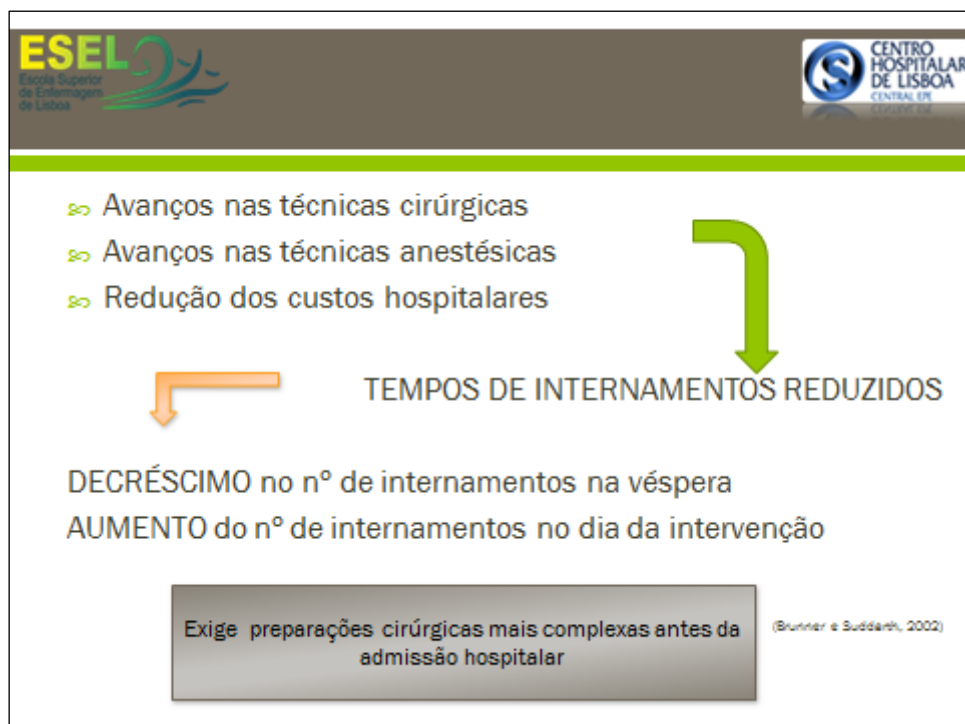 ESEL
Escola Superior
de Enfermagem
de Lisboa
CENTRO
HOSPITALAR
DE LISBOA
CENTRAL EPE
Avanços nas técnicas cirúrgicas
Avanços nas técnicas anestésicas
Redução dos custos hospitalares
TEMPOS DE INTERNAMENTOS REDUZIDOS
DECRÉSCIMO no nº de internamentos na véspera
AUMENTO do nº de internamentos no dia da intervenção
Exige preparações cirúrgicas mais complexas antes da
admissão hospitalar
(Brunner e Suddarth, 2002)